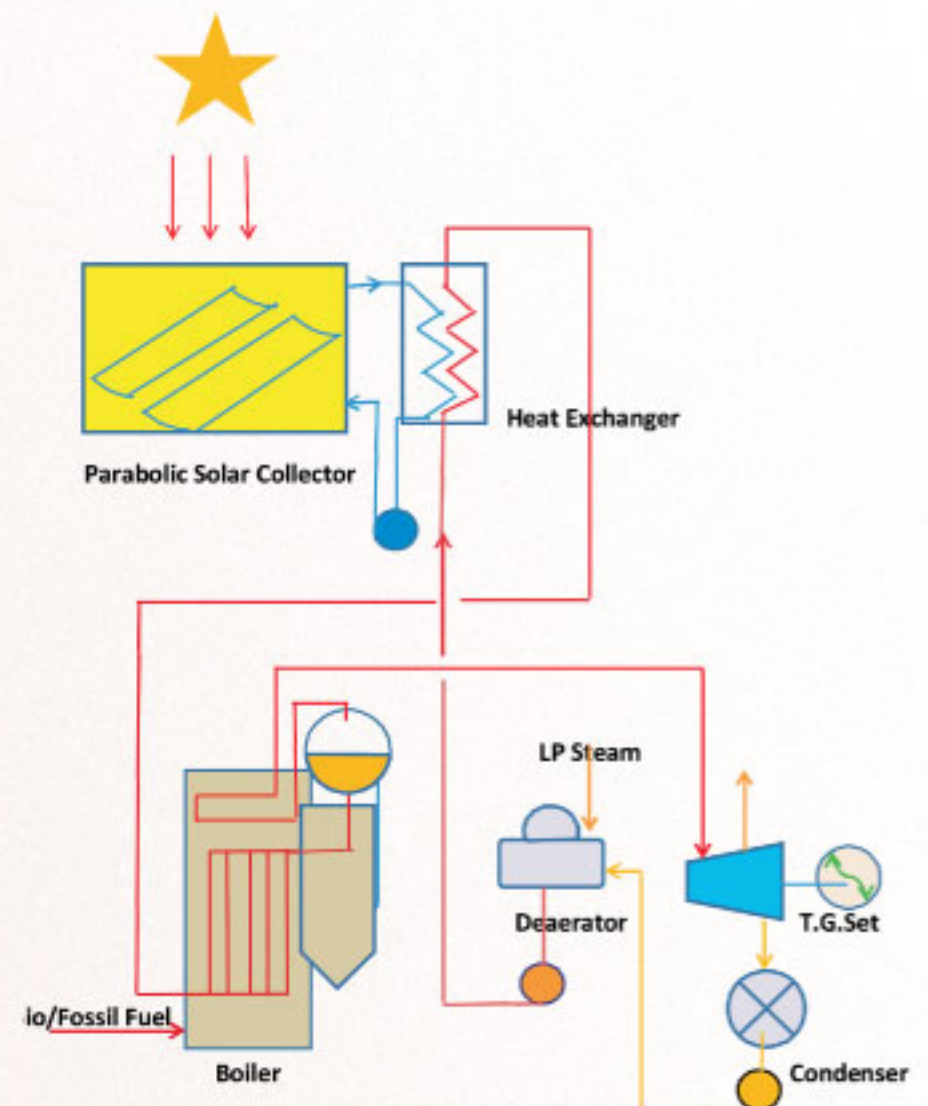 Heat Exchanger
Parabolic Solar Collector
LP Steam
Deaerator
T.G.Set
io/Fossil Fuel
Boiler
Condenser